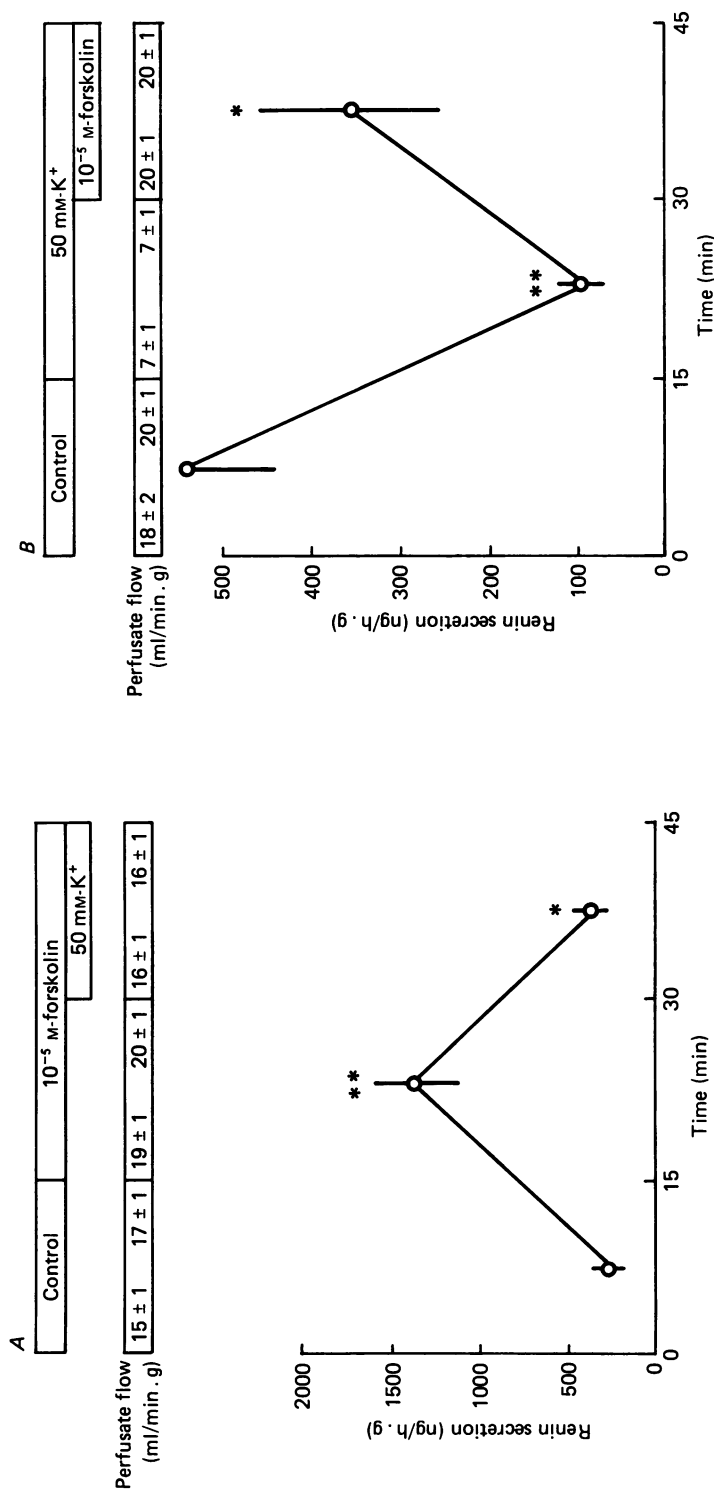 A
Control
10⁻⁵ M-forskolin
50 mM-K⁺
Perfusate flow
(ml/min.g)
15 ± 1 17 ± 1 19 ± 1 20 ± 1 16 ± 1 16 ± 1
**
*
2000
1500
1000
500
0
Renin secretion (ng/h.g)
0 15 30 45
Time (min)
B
Control
50 mM-K⁺
10⁻⁵ M-forskolin
Perfusate flow
(ml/min.g)
18 ± 2 20 ± 1 7 ± 1 7 ± 1 20 ± 1 20 ± 1
*
**
500
400
300
200
100
0
Renin secretion (ng/h.g)
0 15 30 45
Time (min)